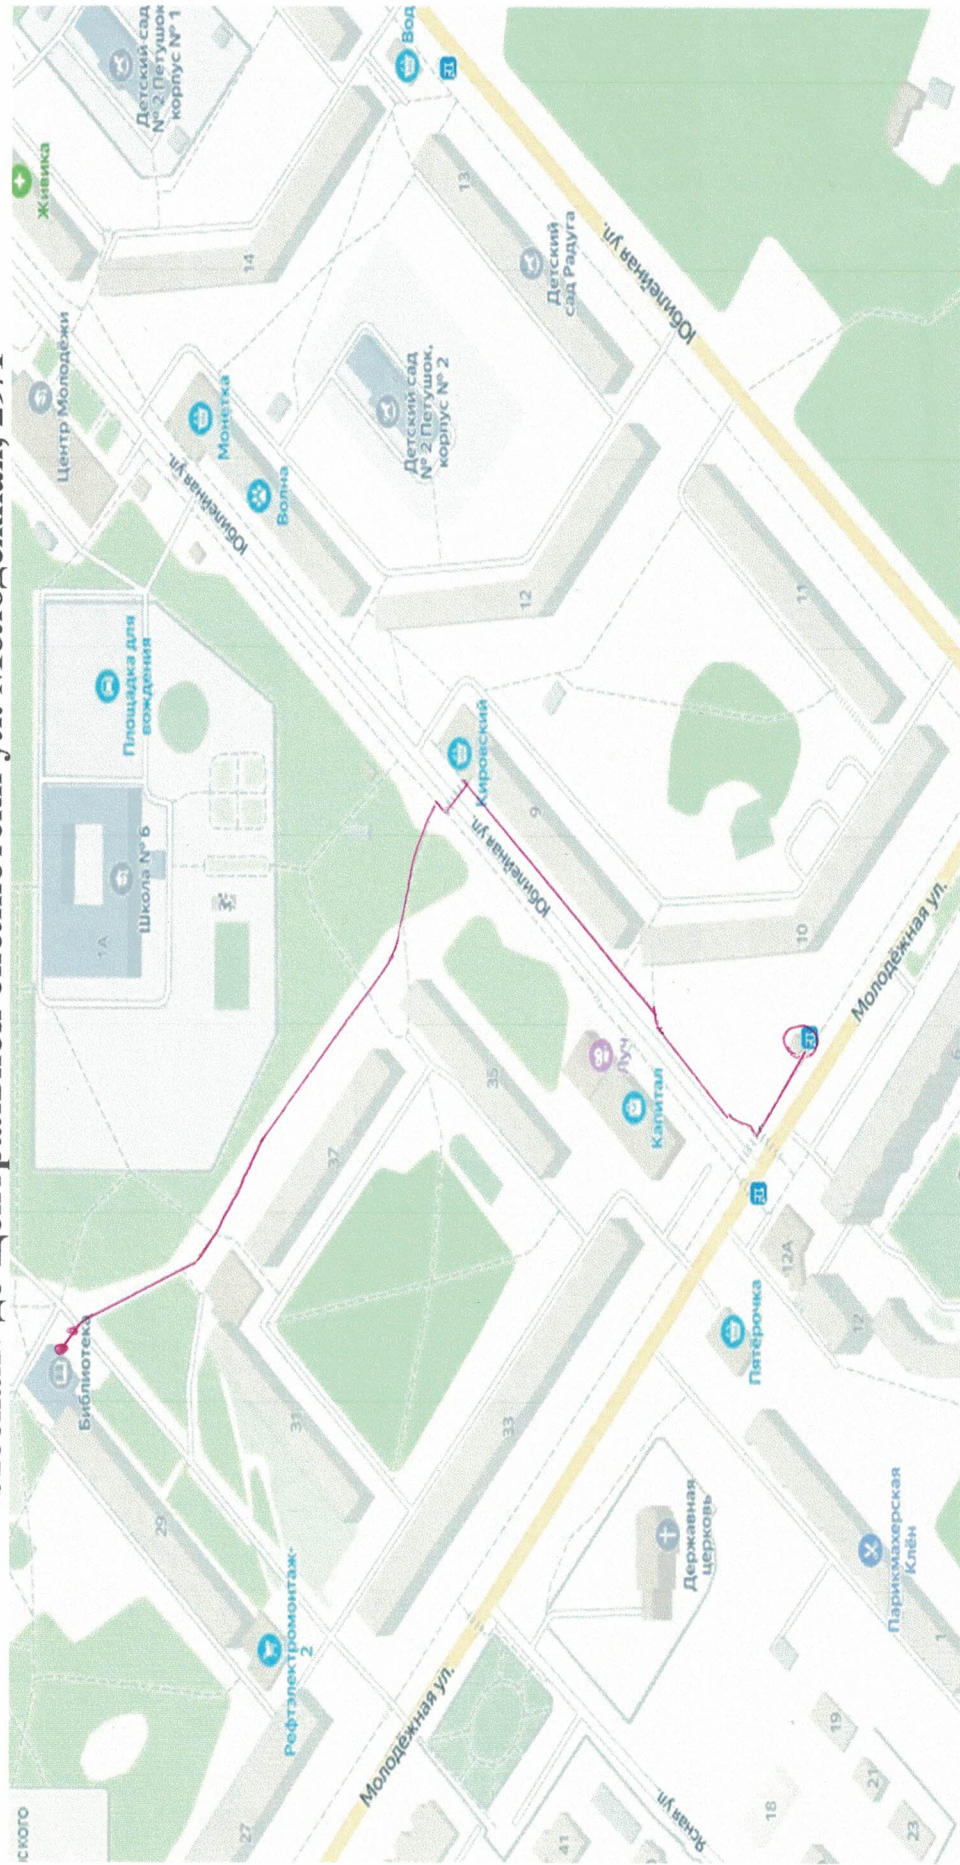 Детский сад
№ 2 Петушок
корпус № 1
Вод
Живика
Центр Молодёжи
14
13
Монетка
Волна
Детский
сад Радуга
Детский сад
№ 2 Петушок,
корпус № 2
Юбилейная ул.
Юбилейная ул.
Площадка для
вождения
12
11
Школа № 6
1А
Кировский
9
Юбилейная ул.
10
Молодёжная ул.
37
35
Луч
Капитал
6
Библиотека
31
33
29
12А
12
Пятёрочка
Рефтэлектромонтаж-
2
Державная
церковь
Парикмахерская
Клён
1
Молодёжная ул.
27
Ясная ул.
19
21
18
23
41
ского